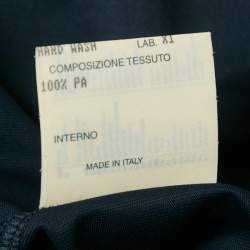 HAND WASH LAB. X1
COMPOSIZIONE TESSUTO
100% PA
INTERNO
MADE IN ITALY